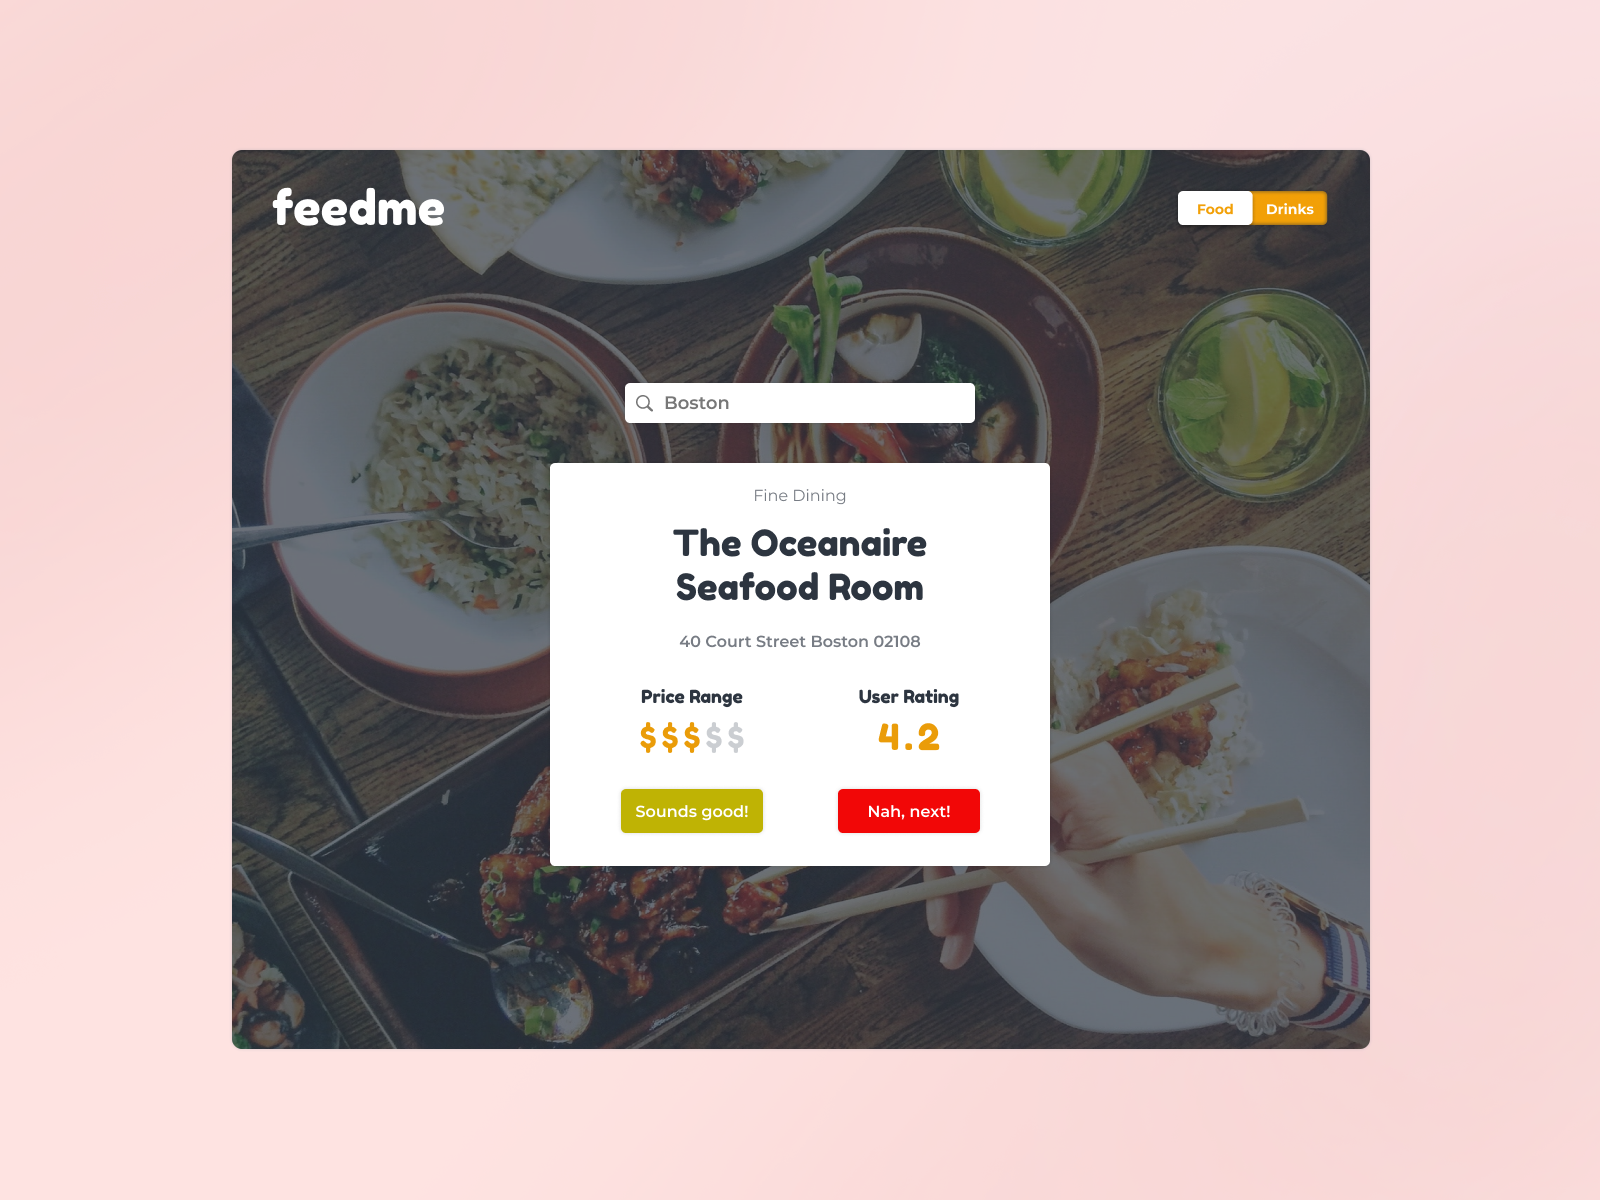 feedme
Food
Drinks
Boston
Fine Dining
The Oceanaire
Seafood Room
40 Court Street Boston 02108
Price Range
User Rating
$$$$$
4.2
Sounds good!
Nah, next!